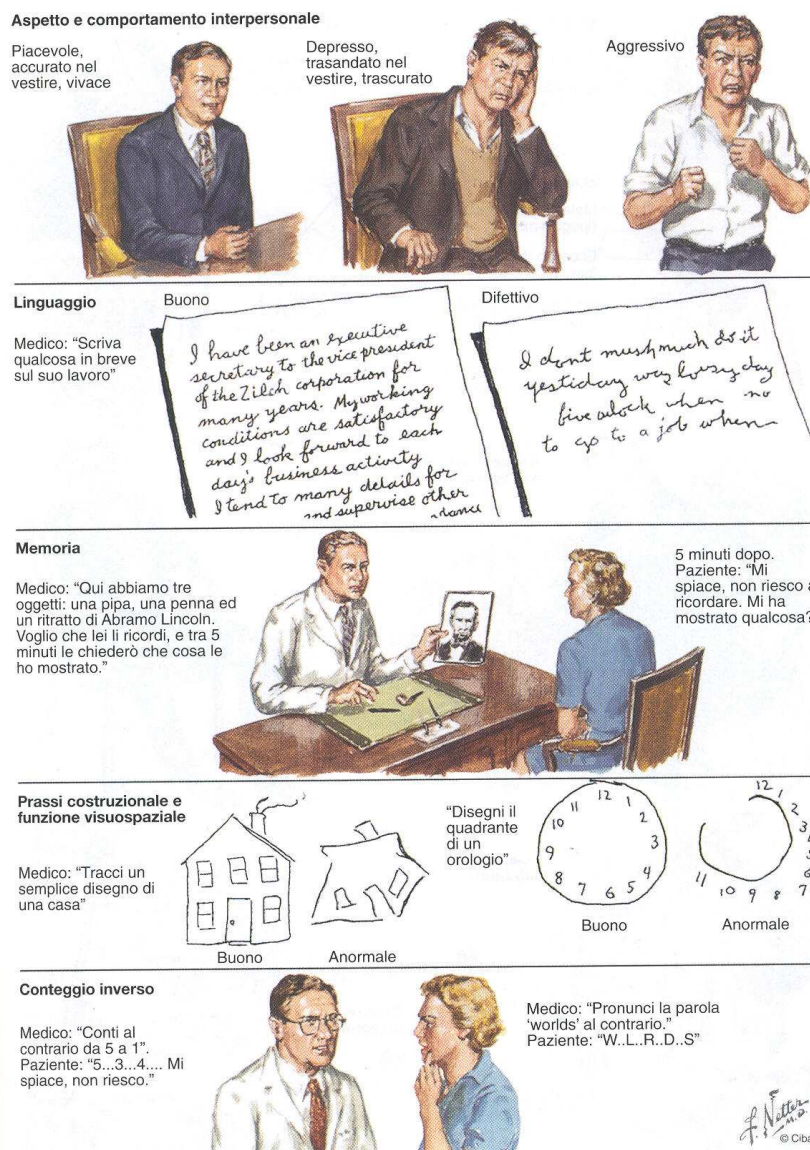 Aspetto e comportamento interpersonale
Piacevole,
accurato nel
vestire, vivace
Depresso,
trasandato nel
vestire, trascurato
Aggressivo
Linguaggio
Buono
Difettivo
Medico: “Scriva
qualcosa in breve
sul suo lavoro”
I have been an executive
secretary to the vice president
of the Zilch corporation for
many years. My working
conditions are satisfactory
and I look forward to each
day's business activity
I tend to many details for
and supervise other
I dont mushmuch do it
yestiday way
when no
to go to a job when
Memoria
Medico: “Qui abbiamo tre
oggetti: una pipa, una penna ed
un ritratto di Abramo Lincoln.
Voglio che lei li ricordi, e tra 5
minuti le chiederò che cosa le
ho mostrato.”
5 minuti dopo.
Paziente: “Mi
spiace, non riesco a
ricordare. Mi ha
mostrato qualcosa?
Prassi costruzionale e
funzione visuospaziale
Medico: “Tracci un
semplice disegno di
una casa”
Buono
Anormale
“Disegni il
quadrante
di un
orologio”
12 1 2 3 4 5 6 7 8 9 10 11
Buono
12 1 2 3 4 5 6 7 8 9 10 11
Anormale
Conteggio inverso
Medico: “Conti al
contrario da 5 a 1”.
Paziente: “5...3...4.... Mi
spiace, non riesco.”
Medico: “Pronunci la parola
‘worlds’ al contrario.”
Paziente: “W..L..R..D..S”
F. Netter
M.D.
© Ciba